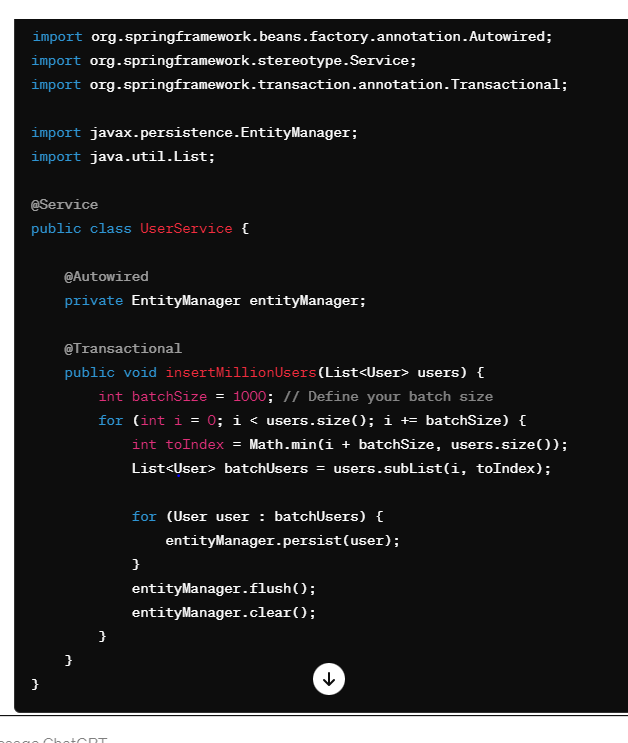 import org.springframework.beans.factory.annotation.Autowired;
import org.springframework.stereotype.Service;
import org.springframework.transaction.annotation.Transactional;

import javax.persistence.EntityManager;
import java.util.List;

@Service
public class UserService {

    @Autowired
    private EntityManager entityManager;

    @Transactional
    public void insertMillionUsers(List<User> users) {
        int batchSize = 1000; // Define your batch size
        for (int i = 0; i < users.size(); i += batchSize) {
            int toIndex = Math.min(i + batchSize, users.size());
            List<User> batchUsers = users.subList(i, toIndex);

            for (User user : batchUsers) {
                entityManager.persist(user);
            }
            entityManager.flush();
            entityManager.clear();
        }
    }
}
ChatGPT